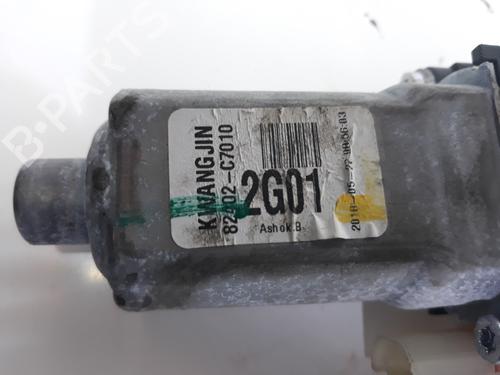 KWANGJIN
82402-C7010
2G01
Ashok.B
B-PARTS